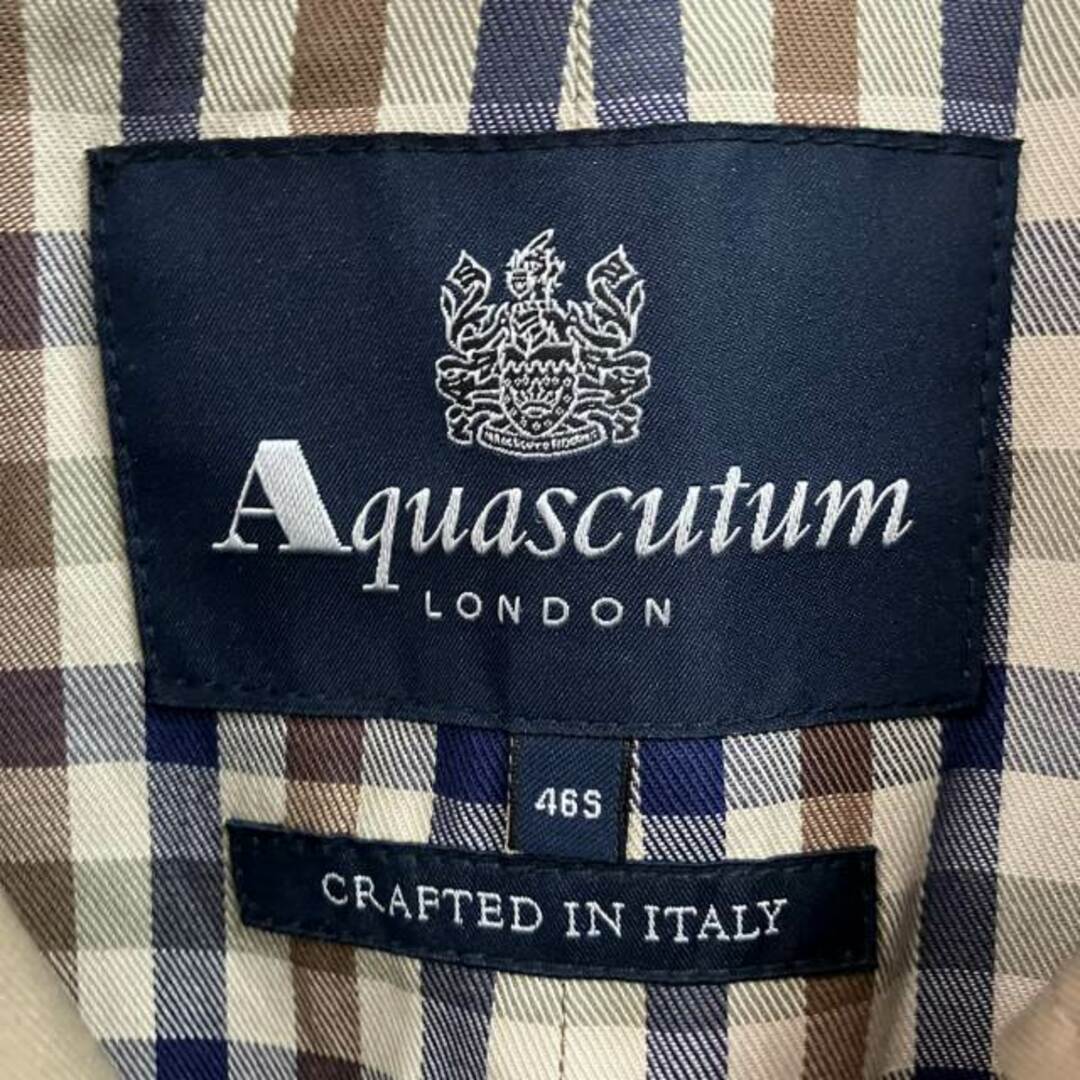 Aquascutum
LONDON
46S
CRAFTED IN ITALY